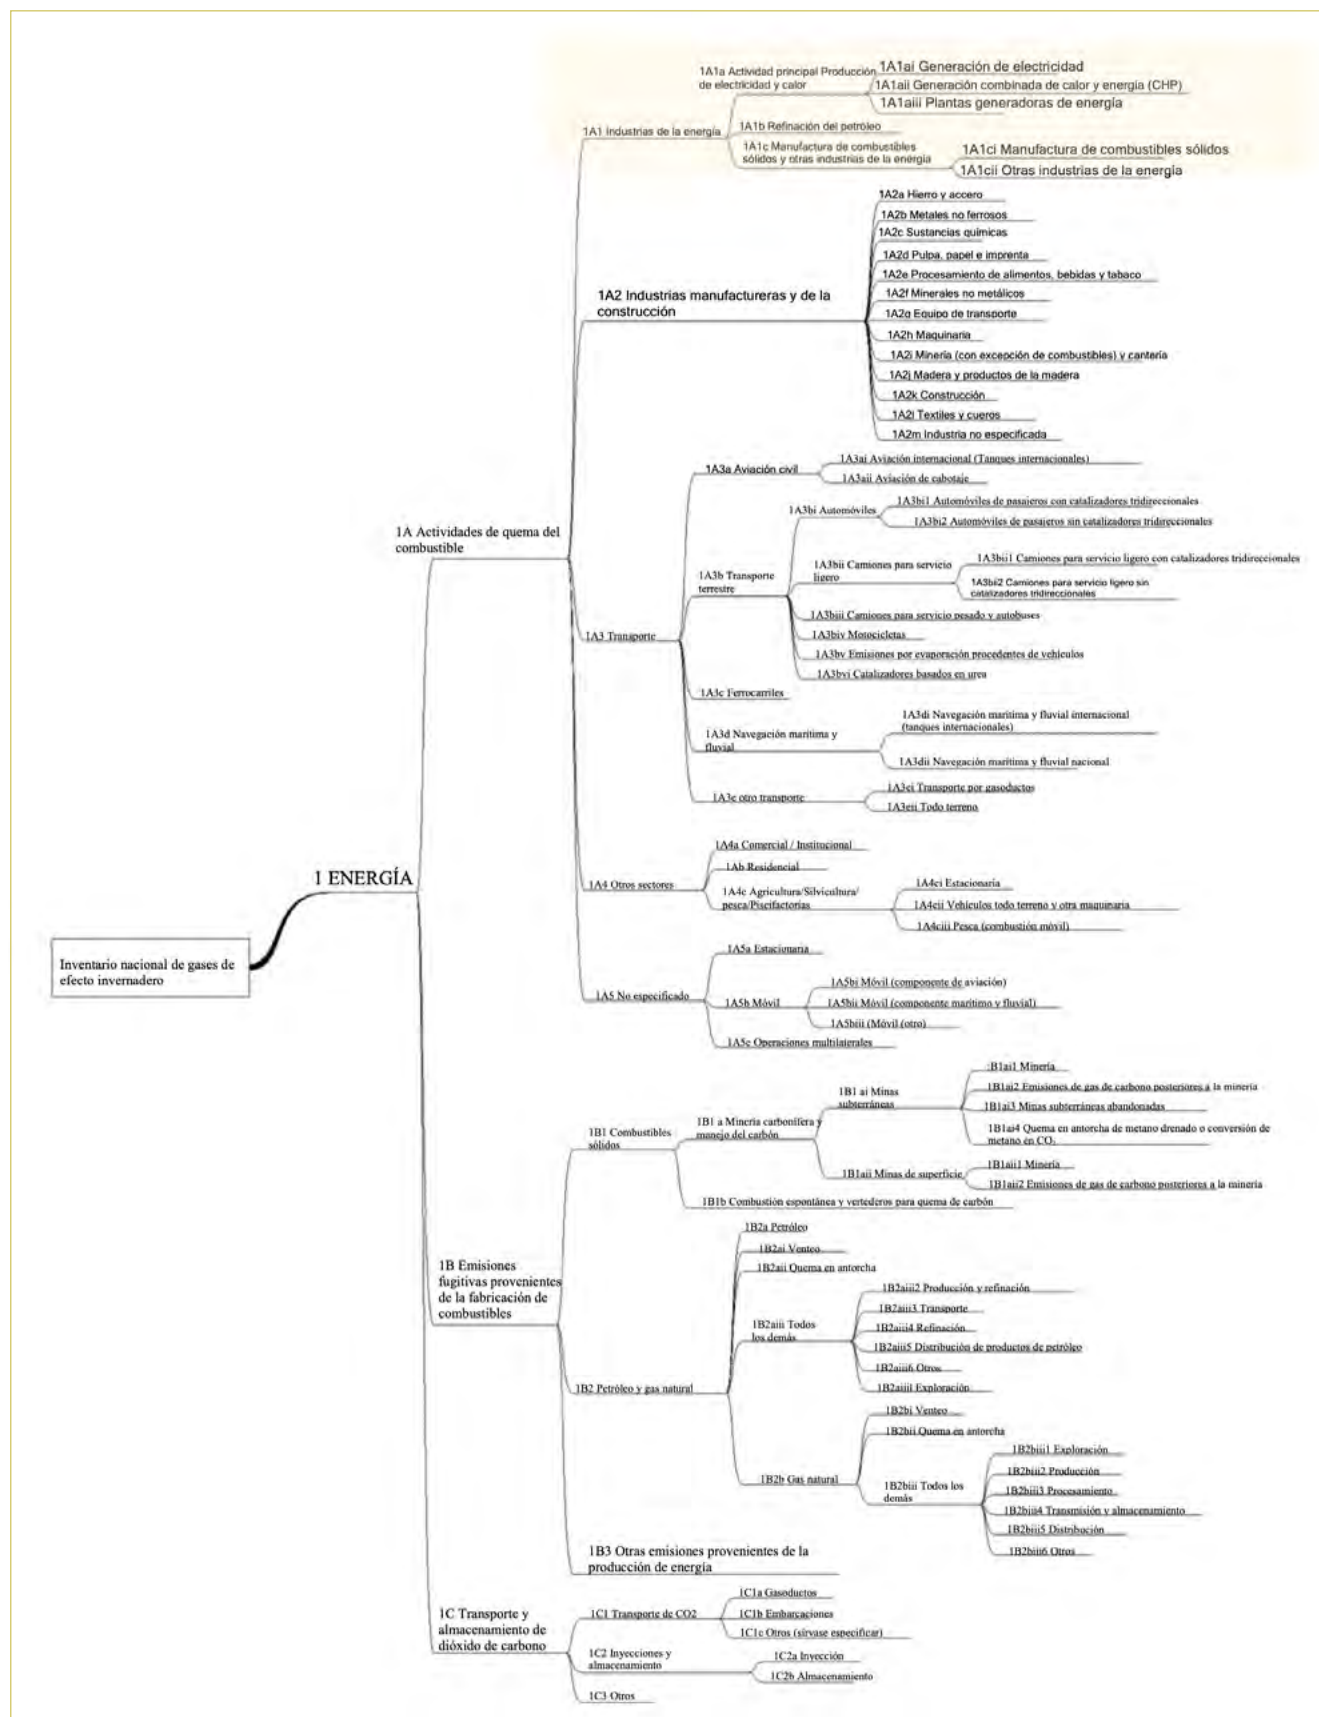 Inventario nacional de gases de
efecto invernadero
1 ENERGÍA
1A Actividades de quema del
combustible
1A1 Industrias de la energía
1A1a Actividad principal Producción
de electricidad y calor
1A1ai Generación de electricidad
1A1aii Generación combinada de calor y energía (CHP)
1A1aiii Plantas generadoras de energía
1A1b Refinación del petróleo
1A1c Manufactura de combustibles
sólidos y otras industrias de la energía
1A1ci Manufactura de combustibles sólidos
1A1cii Otras industrias de la energía
1A2 Industrias manufactureras y de la
construcción
1A2a Hierro y accero
1A2b Metales no ferrosos
1A2c Sustancias químicas
1A2d Pulpa, papel e imprenta
1A2e Procesamiento de alimentos, bebidas y tabaco
1A2f Minerales no metálicos
1A2g Equipo de transporte
1A2h Maquinaria
1A2i Minería (con excepción de combustibles) y cantería
1A2j Madera y productos de la madera
1A2k Construcción
1A2l Textiles y cueros
1A2m Industria no especificada
1A3 Transporte
1A3a Aviación civil
1A3ai Aviación internacional (Tanques internacionales)
1A3aii Aviación de cabotaje
1A3b Transporte
terrestre
1A3bi Automóviles
1A3bi1 Automóviles de pasajeros con catalizadores tridireccionales
1A3bi2 Automóviles de pasajeros sin catalizadores tridireccionales
1A3bii Camiones para servicio
ligero
1A3bii1 Camiones para servicio ligero con catalizadores tridireccionales
1A3bii2 Camiones para servicio ligero sin
catalizadores tridireccionales
1A3biii Camiones para servicio pesado y autobuses
1A3biv Motocicletas
1A3bv Emisiones por evaporación procedentes de vehículos
1A3bvi Catalizadores basados en urea
1A3c Ferrocarriles
1A3d Navegación marítima y
fluvial
1A3di Navegación marítima y fluvial internacional
(tanques internacionales)
1A3dii Navegación marítima y fluvial nacional
1A3e otro transporte
1A3ei Transporte por gasoductos
1A3eii Todo terreno
1A4 Otros sectores
1A4a Comercial / Institucional
1Ab Residencial
1A4c Agricultura/Silvicultura/
pesca/Piscifactorías
1A4ci Estacionaria
1A4cii Vehículos todo terreno y otra maquinaria
1A4ciii Pesca (combustión móvil)
1A5 No especificado
1A5a Estacionaria
1A5b Móvil
1A5bi Móvil (componente de aviación)
1A5bii Móvil (componente marítimo y fluvial)
1A5biii (Móvil (otro)
1A5c Operaciones multilaterales
1B Emisiones
fugitivas provenientes
de la fabricación de
combustibles
1B1 Combustibles
sólidos
1B1 a Minería carbonífera y
manejo del carbón
1B1 ai Minas
subterráneas
:B1ai1 Minería
1B1ai2 Emisiones de gas de carbono posteriores a la minería
1B1ai3 Minas subterráneas abandonadas
1B1ai4 Quema en antorcha de metano drenado o conversión de
metano en CO₂
1B1aii Minas de superficie
1B1aii1 Minería
1B1aii2 Emisiones de gas de carbono posteriores a la minería
1B1b Combustión espontánea y vertederos para quema de carbón
1B2 Petróleo y gas natural
1B2a Petróleo
1B2ai Venteo
1B2aii Quema en antorcha
1B2aiii Todos
los demás
1B2aiii2 Producción y refinación
1B2aiii3 Transporte
1B2aiii4 Refinación
1B2aiii5 Distribución de productos de petróleo
1B2aiii6 Otros
1B2aiiil Exploración
1B2b Gas natural
1B2bi Venteo
1B2bii Quema en antorcha
1B2biii Todos los
demás
1B2biii1 Exploración
1B2biii2 Producción
1B2biii3 Procesamiento
1B2biii4 Transmisión y almacenamiento
1B2biii5 Distribución
1B2biii6 Otros
1B3 Otras emisiones provenientes de la
producción de energía
1C Transporte y
almacenamiento de
dióxido de carbono
1C1 Transporte de CO2
1C1a Gasoductos
1C1b Embarcaciones
1C1c Otros (sírvase especificar)
1C2 Inyecciones y
almacenamiento
1C2a Inyección
1C2b Almacenamiento
1C3 Otros